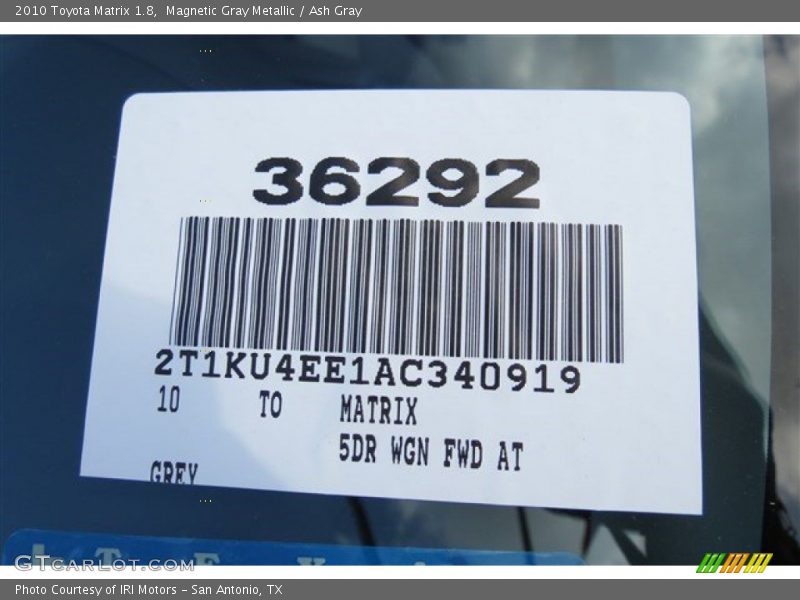 2010 Toyota Matrix 1.8,  Magnetic Gray Metallic / Ash Gray
36292
2T1KU4EE1AC340919
10 TO MATRIX
5DR WGN FWD AT
GREY
GTCARLOT.COM
Photo Courtesy of IRI Motors – San Antonio, TX